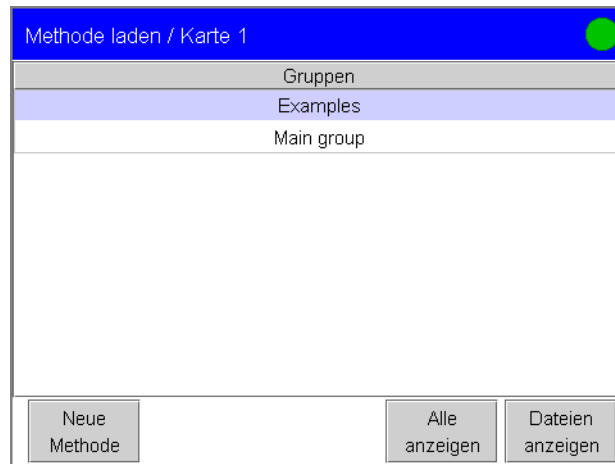 Methode laden / Karte 1
Gruppen
Examples
Main group
Neue
Methode
Alle
anzeigen
Dateien
anzeigen